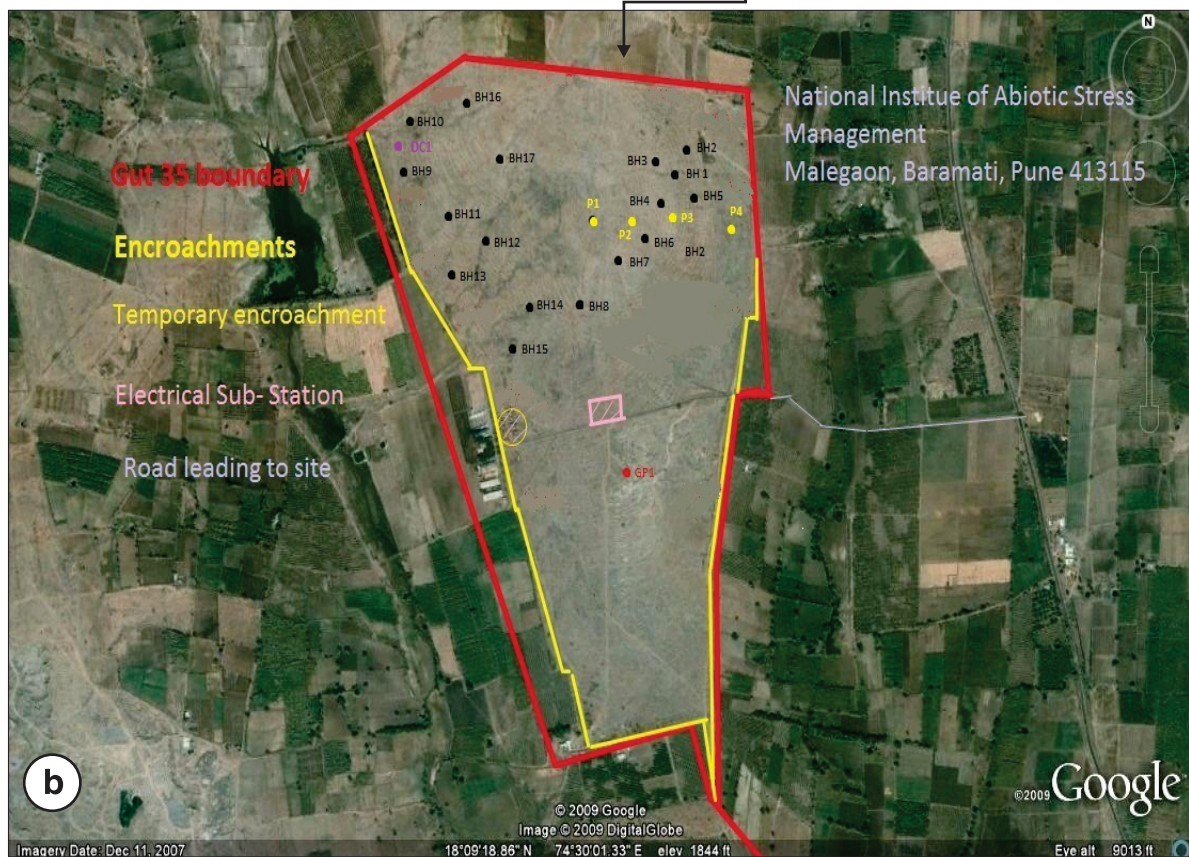 N
National Institue of Abiotic Stress
Management
Malegaon, Baramati, Pune 413115
Gut 35 boundary
Encroachments
Temporary encroachment
Electrical Sub- Station
Road leading to site
BH16
BH10
OC1
BH9
BH17
BH11
BH12
BH13
BH14
BH8
BH15
BH2
BH3
BH 1
BH4
BH5
P1
P2
P3
P4
BH6
BH2
BH7
GP1
b
©2009 Google
© 2009 Google
Image © 2009 DigitalGlobe
Imagery Date: Dec 11, 2007
18°09'18.86" N 74°30'01.33" E elev 1844 ft
Eye alt 9013 ft